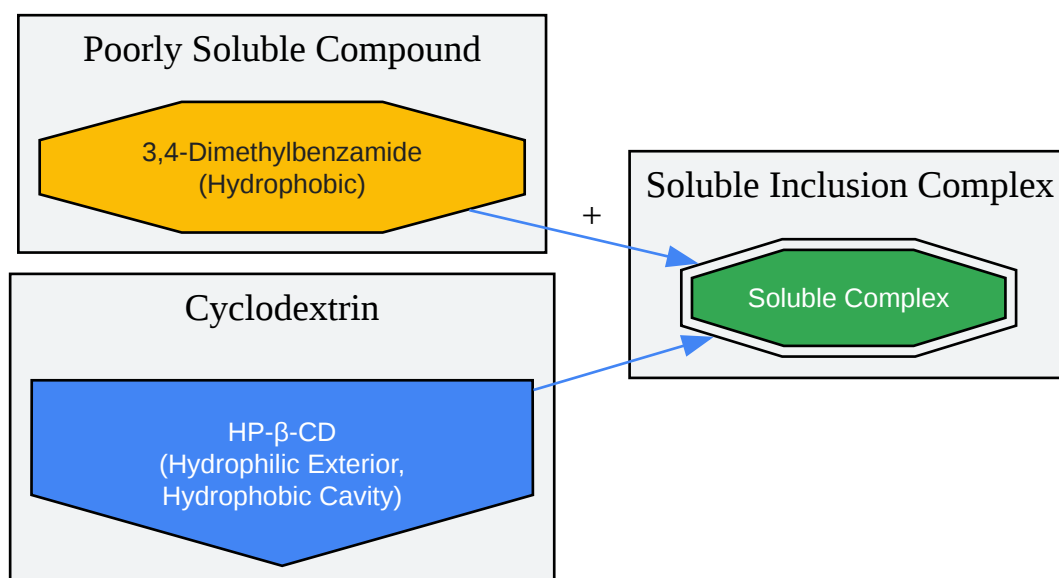 Poorly Soluble Compound
3,4-Dimethylbenzamide
(Hydrophobic)
+
Soluble Inclusion Complex
Soluble Complex
Cyclodextrin
HP-β-CD
(Hydrophilic Exterior,
Hydrophobic Cavity)